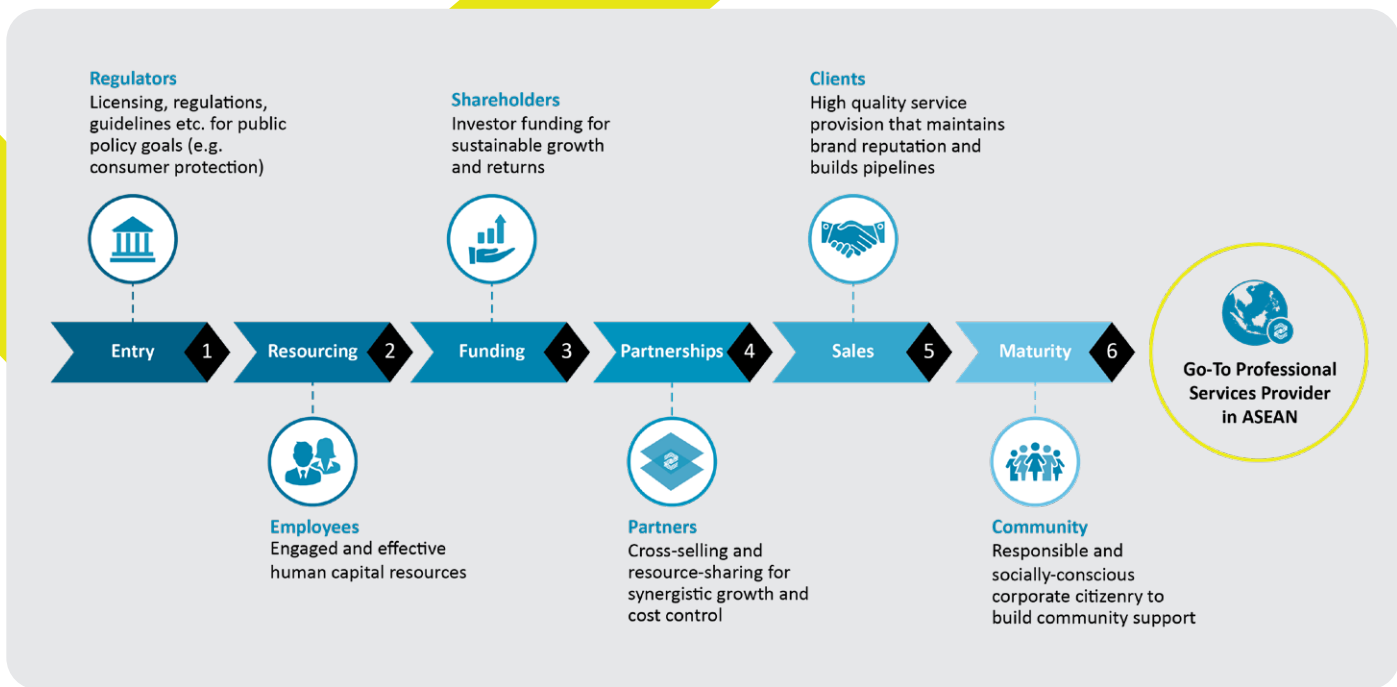 Regulators
Licensing, regulations,
guidelines etc. for public
policy goals (e.g.
consumer protection)
Shareholders
Investor funding for
sustainable growth
and returns
Clients
High quality service
provision that maintains
brand reputation and
builds pipelines
Entry 1
Resourcing 2
Funding 3
Partnerships 4
Sales 5
Maturity 6
Go-To Professional
Services Provider
in ASEAN
Employees
Engaged and effective
human capital resources
Partners
Cross-selling and
resource-sharing for
synergistic growth and
cost control
Community
Responsible and
socially-conscious
corporate citizenry to
build community support